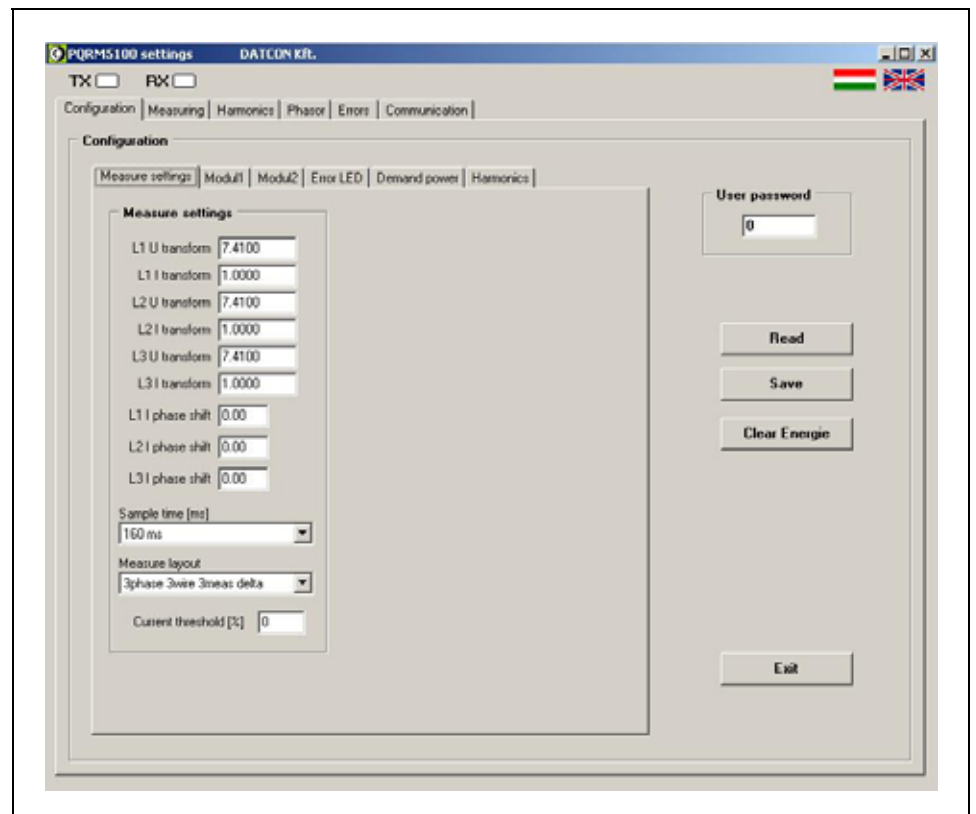 PQRM5100 settings DATCON Kft.
TX RX
Configuration Measuring Harmonics Phasor Errors Communication
Configuration
Measure settings Modul1 Modul2 Error LED Demand power Harmonics
User password
0
Measure settings
L1 U transform 7.4100
L1 I transform 1.0000
L2 U transform 7.4100
L2 I transform 1.0000
L3 U transform 7.4100
L3 I transform 1.0000
L1 I phase shift 0.00
L2 I phase shift 0.00
L3 I phase shift 0.00
Sample time [ms]
160 ms
Measure layout
3phase 3wire 3meas delta
Current threshold [%] 0
Read
Save
Clear Energie
Exit